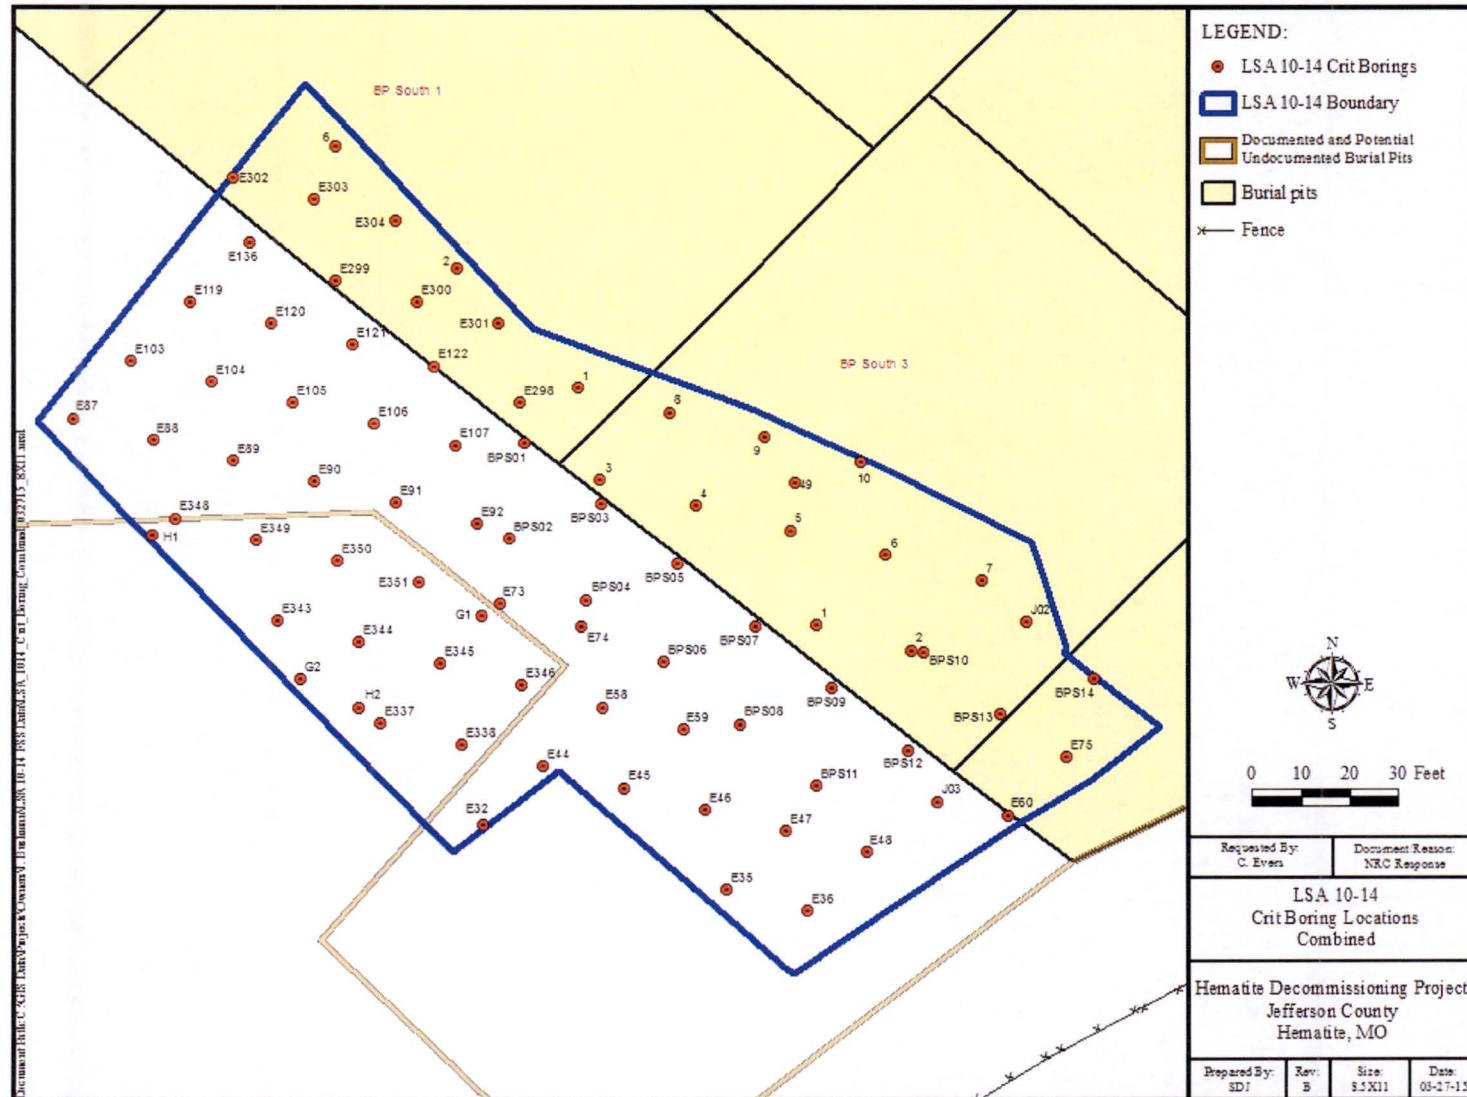 BP South 1
6
E302
E303
E304
E136
2
E299
E300
E119
E301
E120
E121
E103
E122
1
E104
E298
BP South 3
8
E105
E87
E106
9
E88
E107
BPS01
10
E89
3
49
E90
4
BPS03
E91
E348
E92
5
H1
E349
BPS02
6
E350
BPS05
7
E351
E73
BPS04
G1
E343
E74
1
J02
BPS07
E344
2
E345
BPS06
BPS10
G2
E346
BPS14
H2
E58
BPS09
E337
E59
BPS08
BPS13
E338
BPS12
E75
E44
E45
BPS11
E46
J03
E60
E32
E47
E48
E35
E36
LEGEND:
LSA 10-14 Crit Borings
LSA 10-14 Boundary
Documented and Potential
Undocumented Burial Pits
Burial pits
Fence
N
W E
S
0 10 20 30 Feet
Requested By:
C. Evers
Document Reason:
NRC Response
LSA 10-14
Crit Boring Locations
Combined
Hematite Decommissioning Project
Jefferson County
Hematite, MO
Prepared By:
SDJ
Rev:
B
Size:
8.5X11
Date:
03-27-15